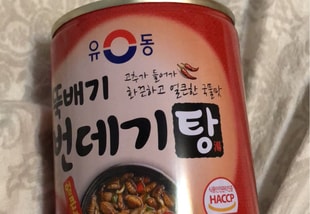 유동
고추가 들어가
화끈하고 얼큰한 국물맛
뚝배기
번데기탕
HACCP